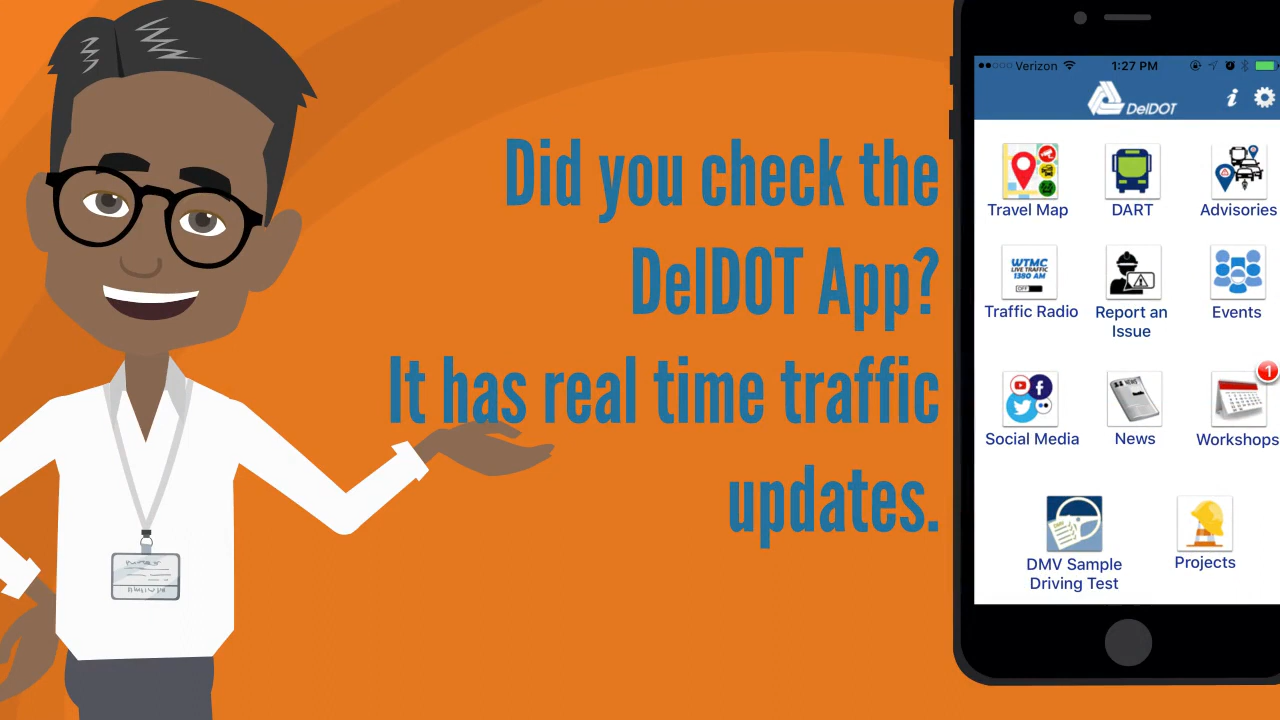 Did you check the
DelDOT App?
It has real time traffic
updates.
Verizon 1:27 PM
DelDOT
Travel Map DART Advisories
WTMC
LIVE TRAFFIC
1380 AM
OFF
Traffic Radio Report an Issue Events
NEWS
Social Media News Workshops
1
DMV Sample
Driving Test
Projects